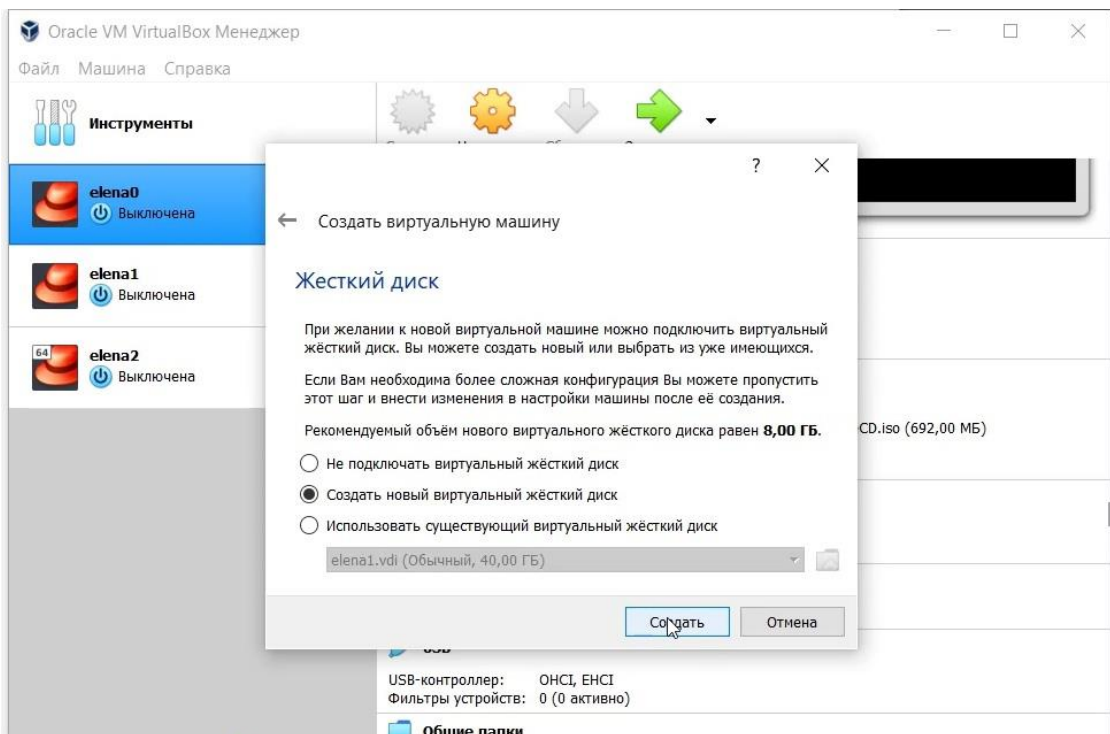 Oracle VM VirtualBox Менеджер
Файл Машина Справка
Инструменты
elena0
Выключена
elena1
Выключена
64
elena2
Выключена
?
Создать виртуальную машину
Жесткий диск
При желании к новой виртуальной машине можно подключить виртуальный
жёсткий диск. Вы можете создать новый или выбрать из уже имеющихся.
Если Вам необходима более сложная конфигурация Вы можете пропустить
этот шаг и внести изменения в настройки машины после её создания.
Рекомендуемый объём нового виртуального жёсткого диска равен 8,00 ГБ.
Не подключать виртуальный жёсткий диск
Создать новый виртуальный жёсткий диск
Использовать существующий виртуальный жёсткий диск
elena1.vdi (Обычный, 40,00 ГБ)
Создать Отмена
CD.iso (692,00 МБ)
USB
USB-контроллер: OHCI, EHCI
Фильтры устройств: 0 (0 активно)
Общие папки